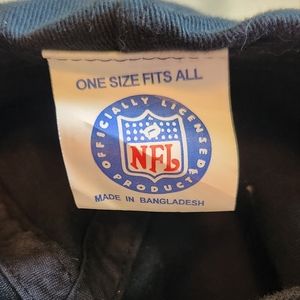 ONE SIZE FITS ALL
OFFICIALLY LICENSED
NFL
PRODUCT
MADE IN BANGLADESH